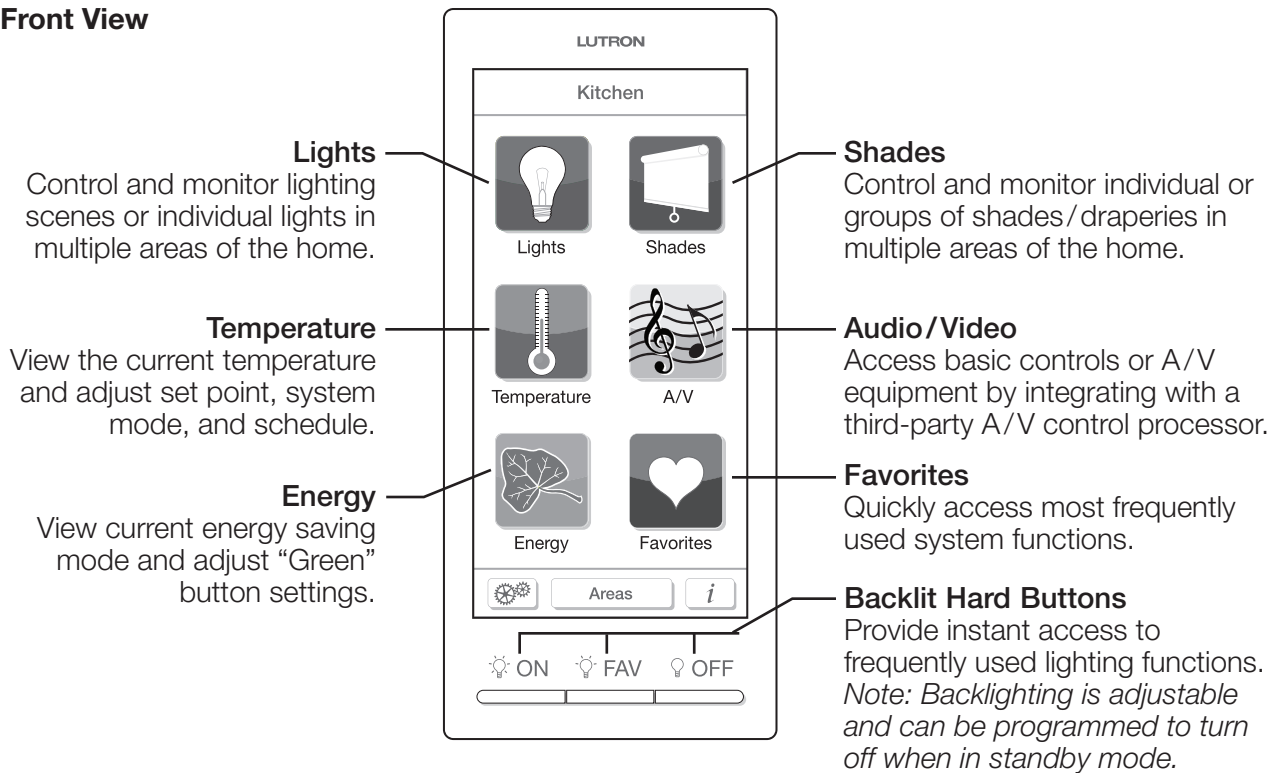 Front View
LUTRON
Kitchen
Lights
Control and monitor lighting
scenes or individual lights in
multiple areas of the home.
Temperature
View the current temperature
and adjust set point, system
mode, and schedule.
Energy
View current energy saving
mode and adjust “Green”
button settings.
Lights
Shades
Temperature
A/V
Energy
Favorites
Areas
i
ON
FAV
OFF
Shades
Control and monitor individual or
groups of shades/draperies in
multiple areas of the home.
Audio/Video
Access basic controls or A/V
equipment by integrating with a
third-party A/V control processor.
Favorites
Quickly access most frequently
used system functions.
Backlit Hard Buttons
Provide instant access to
frequently used lighting functions.
Note: Backlighting is adjustable
and can be programmed to turn
off when in standby mode.